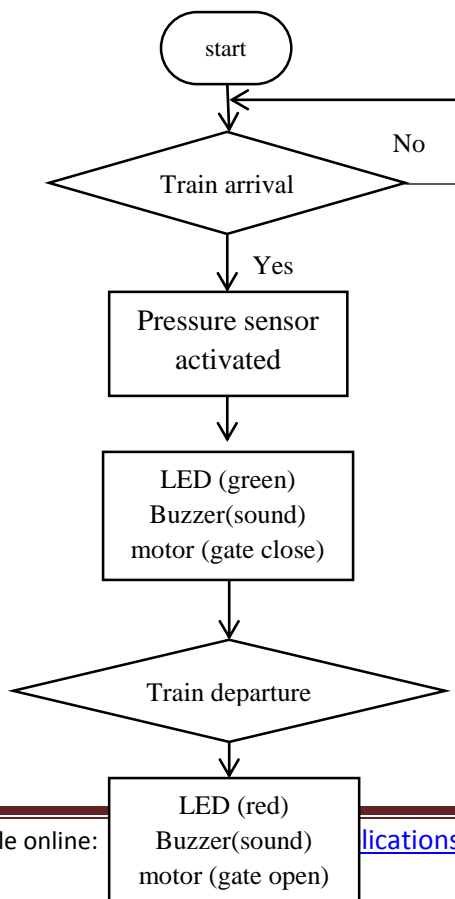 start
No
Train arrival
Yes
Pressure sensor
activated
LED (green)
Buzzer(sound)
motor (gate close)
Train departure
LED (red)
Buzzer(sound)
motor (gate open)
le online:
lications